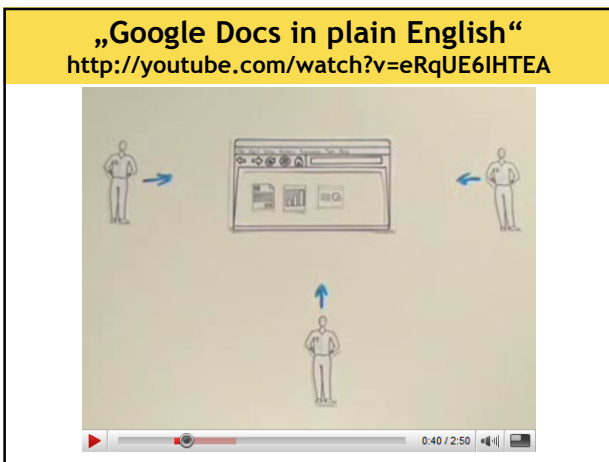 „Google Docs in plain English“
http://youtube.com/watch?v=eRqUE6IHTEA
0:40 / 2:50